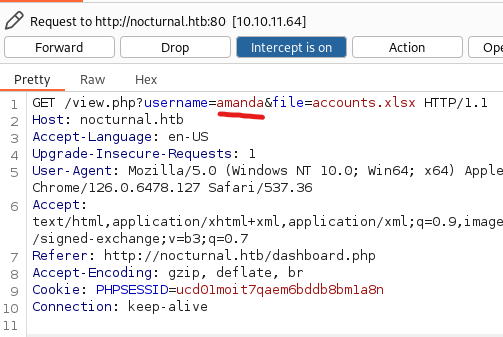 Request to http://nocturnal.htb:80 [10.10.11.64]
Forward Drop Intercept is on Action Ope
Pretty Raw Hex
1 GET /view.php?username=amanda&file=accounts.xlsx HTTP/1.1
2 Host: nocturnal.htb
3 Accept-Language: en-US
4 Upgrade-Insecure-Requests: 1
5 User-Agent: Mozilla/5.0 (Windows NT 10.0; Win64; x64) Apple
Chrome/126.0.6478.127 Safari/537.36
6 Accept:
text/html,application/xhtml+xml,application/xml;q=0.9,image
/signed-exchange;v=b3;q=0.7
7 Referer: http://nocturnal.htb/dashboard.php
8 Accept-Encoding: gzip, deflate, br
9 Cookie: PHPSESSID=ucd01moit7qaem6bddb8bm1a8n
10 Connection: keep-alive
11